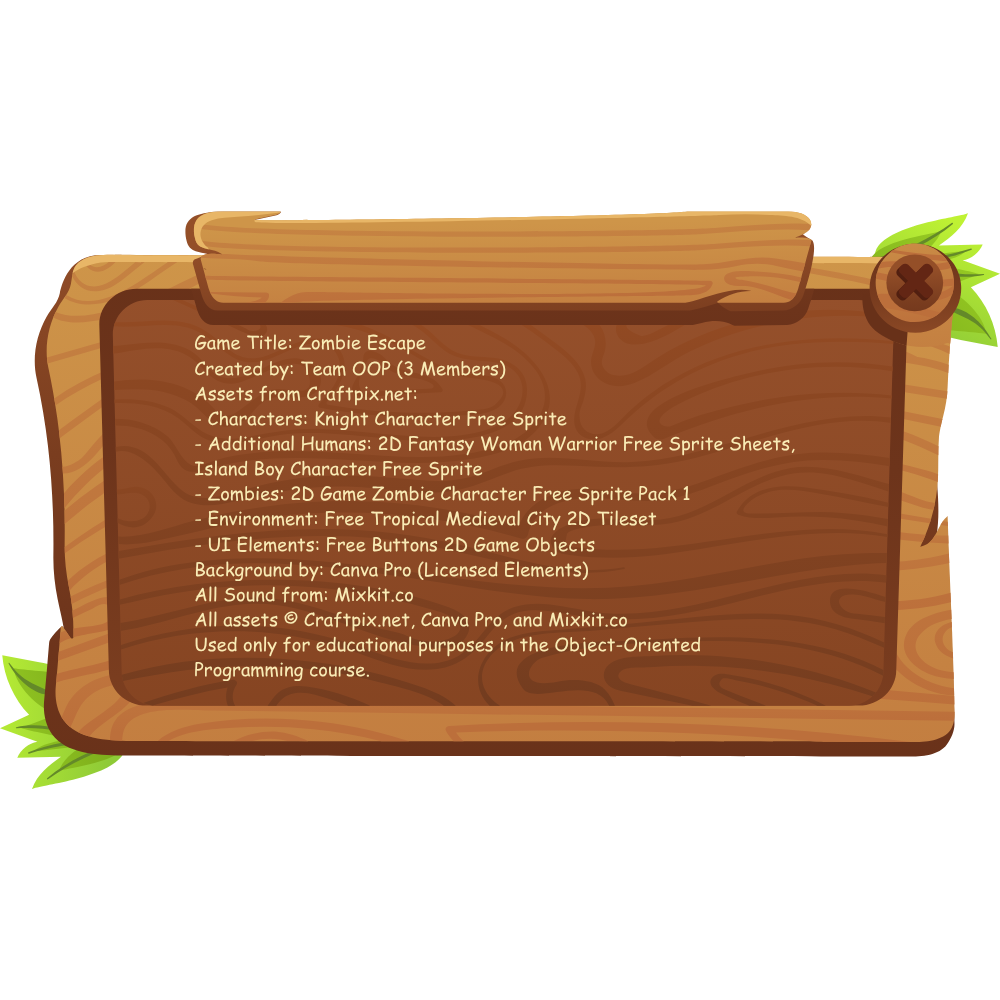 Game Title: Zombie Escape
Created by: Team OOP (3 Members)
Assets from Craftpix.net:
- Characters: Knight Character Free Sprite
- Additional Humans: 2D Fantasy Woman Warrior Free Sprite Sheets,
Island Boy Character Free Sprite
- Zombies: 2D Game Zombie Character Free Sprite Pack 1
- Environment: Free Tropical Medieval City 2D Tileset
- UI Elements: Free Buttons 2D Game Objects
Background by: Canva Pro (Licensed Elements)
All Sound from: Mixkit.co
All assets © Craftpix.net, Canva Pro, and Mixkit.co
Used only for educational purposes in the Object-Oriented
Programming course.